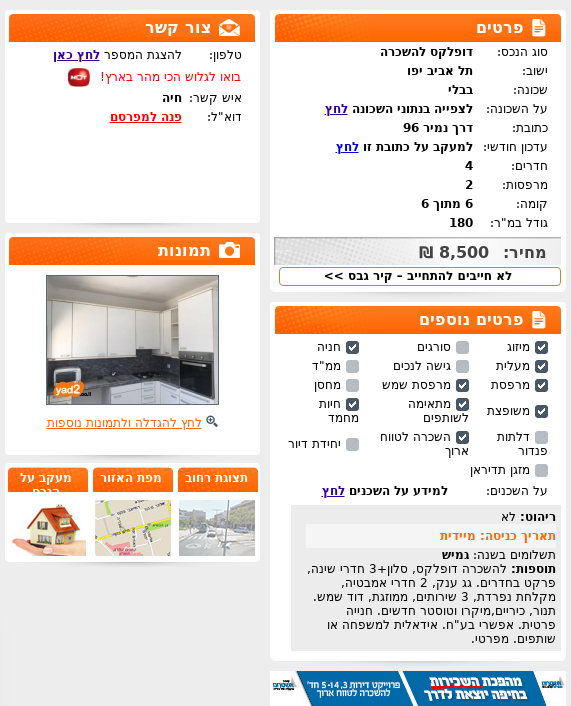 פרטים
סוג הנכס: דופלקס להשכרה
ישוב: תל אביב יפו
שכונה: בבלי
על השכונה: לצפייה בנתוני השכונה לחץ
כתובת: דרך נמיר 96
עדכון חודשי: למעקב על כתובת זו לחץ
חדרים: 4
מרפסות: 2
קומה: 6 מתוך 6
גודל במ"ר: 180
מחיר: 8,500 ₪
לא חייבים להתחייב – קיר גבס >>
צור קשר
טלפון: להצגת המספר לחץ כאן
בואו לגלוש הכי מהר בארץ! HOT
איש קשר: חיה
דוא"ל: פנה למפרסם
תמונות
yad2
לחץ להגדלה ולתמונות נוספות
תצוגת רחוב
מפת האזור
מעקב על
פרטים נוספים
מיזוג סורגים חניה
מעלית גישה לנכים ממ"ד
מרפסת מרפסת שמש מחסן
משופצת מתאימה לשותפים חיות מחמד
דלתות פנדור השכרה לטווח ארוך יחידת דיור
מזגן תדיראן
על השכנים: למידע על השכנים לחץ
ריהוט: לא
תאריך כניסה: מיידית
תשלומים בשנה: גמיש
תוספות: להשכרה דופלקס, סלון+3 חדרי שינה,
פרקט בחדרים. גג ענק, 2 חדרי אמבטיה,
מקלחת נפרדת, 3 שירותים, ממוזגת, דוד שמש.
תנור, כיריים,מיקרו וטוסטר חדשים. חנייה
פרטית. אפשרי בע"ח. אידאלית למשפחה או
שותפים. מפרטי.
מהפכת השכירות
בחיפה יוצאת לדרך
פרוייקט דירות 3, 5-14 חד'
להשכרה לטווח ארוך